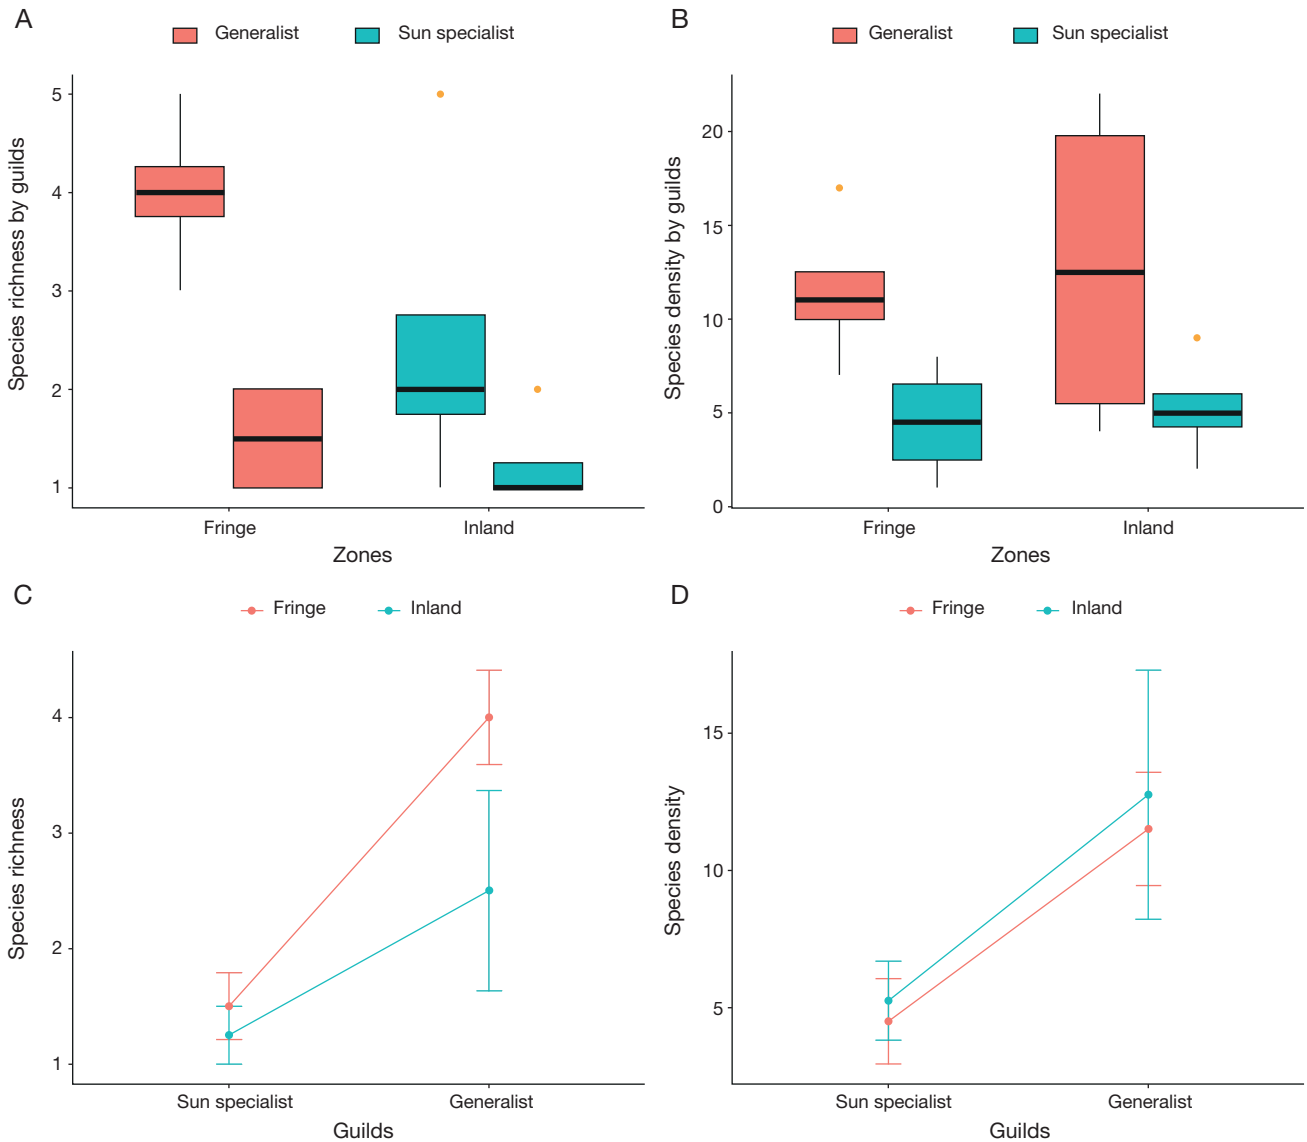 A
Generalist
Sun specialist
Species richness by guilds
5
4
3
2
1
Fringe
Inland
Zones
B
Generalist
Sun specialist
Species density by guilds
20
15
10
5
0
Fringe
Inland
Zones
C
Fringe
Inland
Species richness
4
3
2
1
Sun specialist
Generalist
Guilds
D
Fringe
Inland
Species density
15
10
5
Sun specialist
Generalist
Guilds